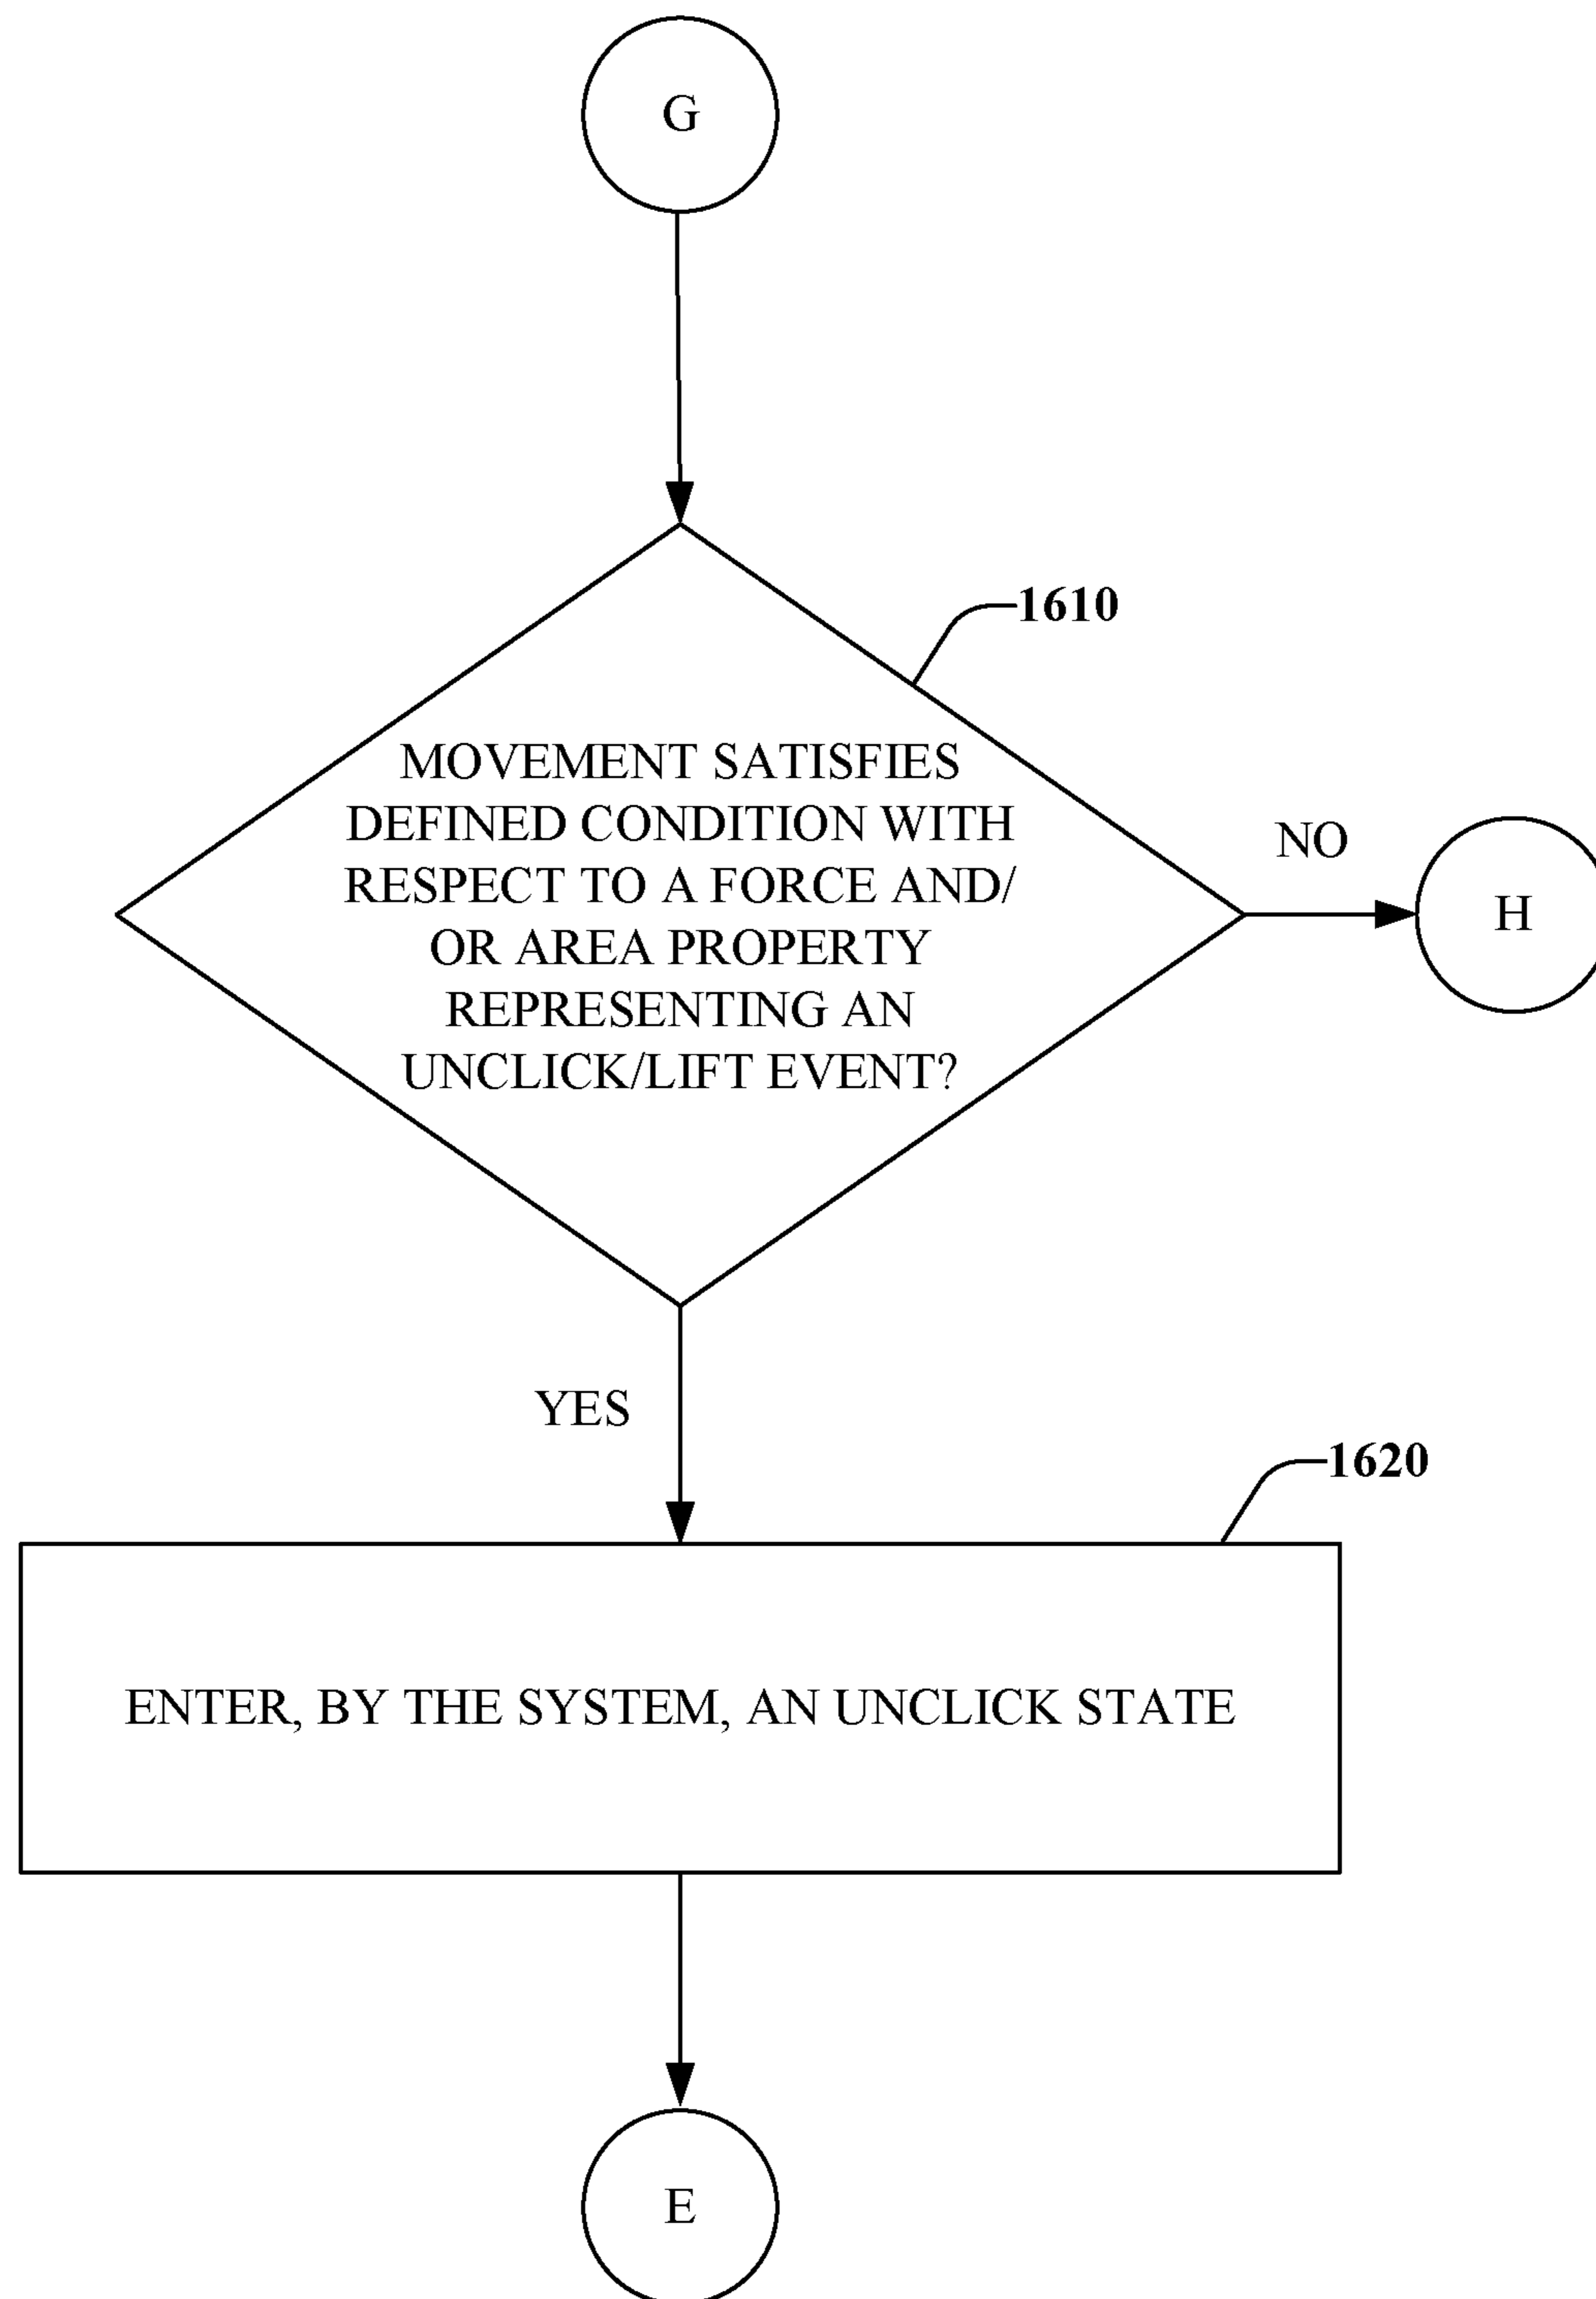 G
1610
MOVEMENT SATISFIES
DEFINED CONDITION WITH
RESPECT TO A FORCE AND/
OR AREA PROPERTY
REPRESENTING AN
UNCLICK/LIFT EVENT?
NO
H
YES
1620
ENTER, BY THE SYSTEM, AN UNCLICK STATE
E